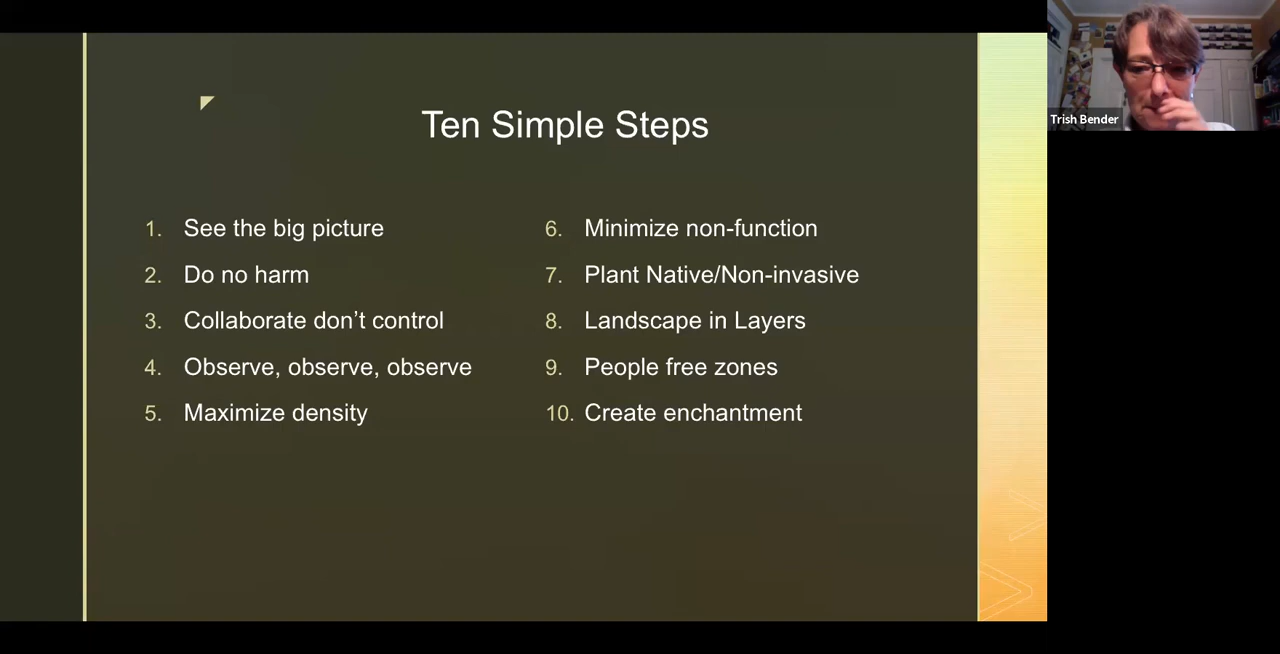 Ten Simple Steps
1. See the big picture
2. Do no harm
3. Collaborate don’t control
4. Observe, observe, observe
5. Maximize density
6. Minimize non-function
7. Plant Native/Non-invasive
8. Landscape in Layers
9. People free zones
10. Create enchantment
Trish Bender